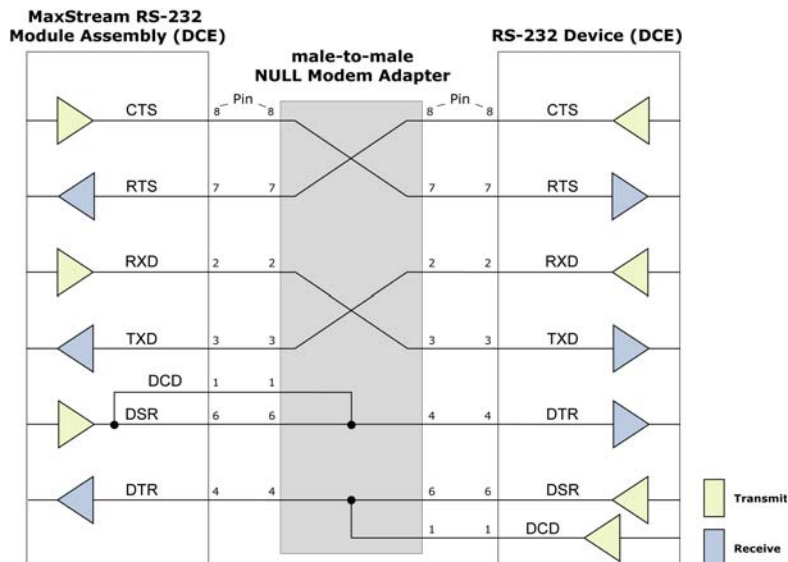 MaxStream RS-232
Module Assembly (DCE)
RS-232 Device (DCE)
male-to-male
NULL Modem Adapter
CTS 8 Pin 8 8 Pin 8 CTS
RTS 7 7 7 7 RTS
RXD 2 2 2 2 RXD
TXD 3 3 3 3 TXD
DCD 1 1
DSR 6 6 4 4 DTR
DTR 4 4 6 6 DSR
1 1 DCD
Transmit
Receive